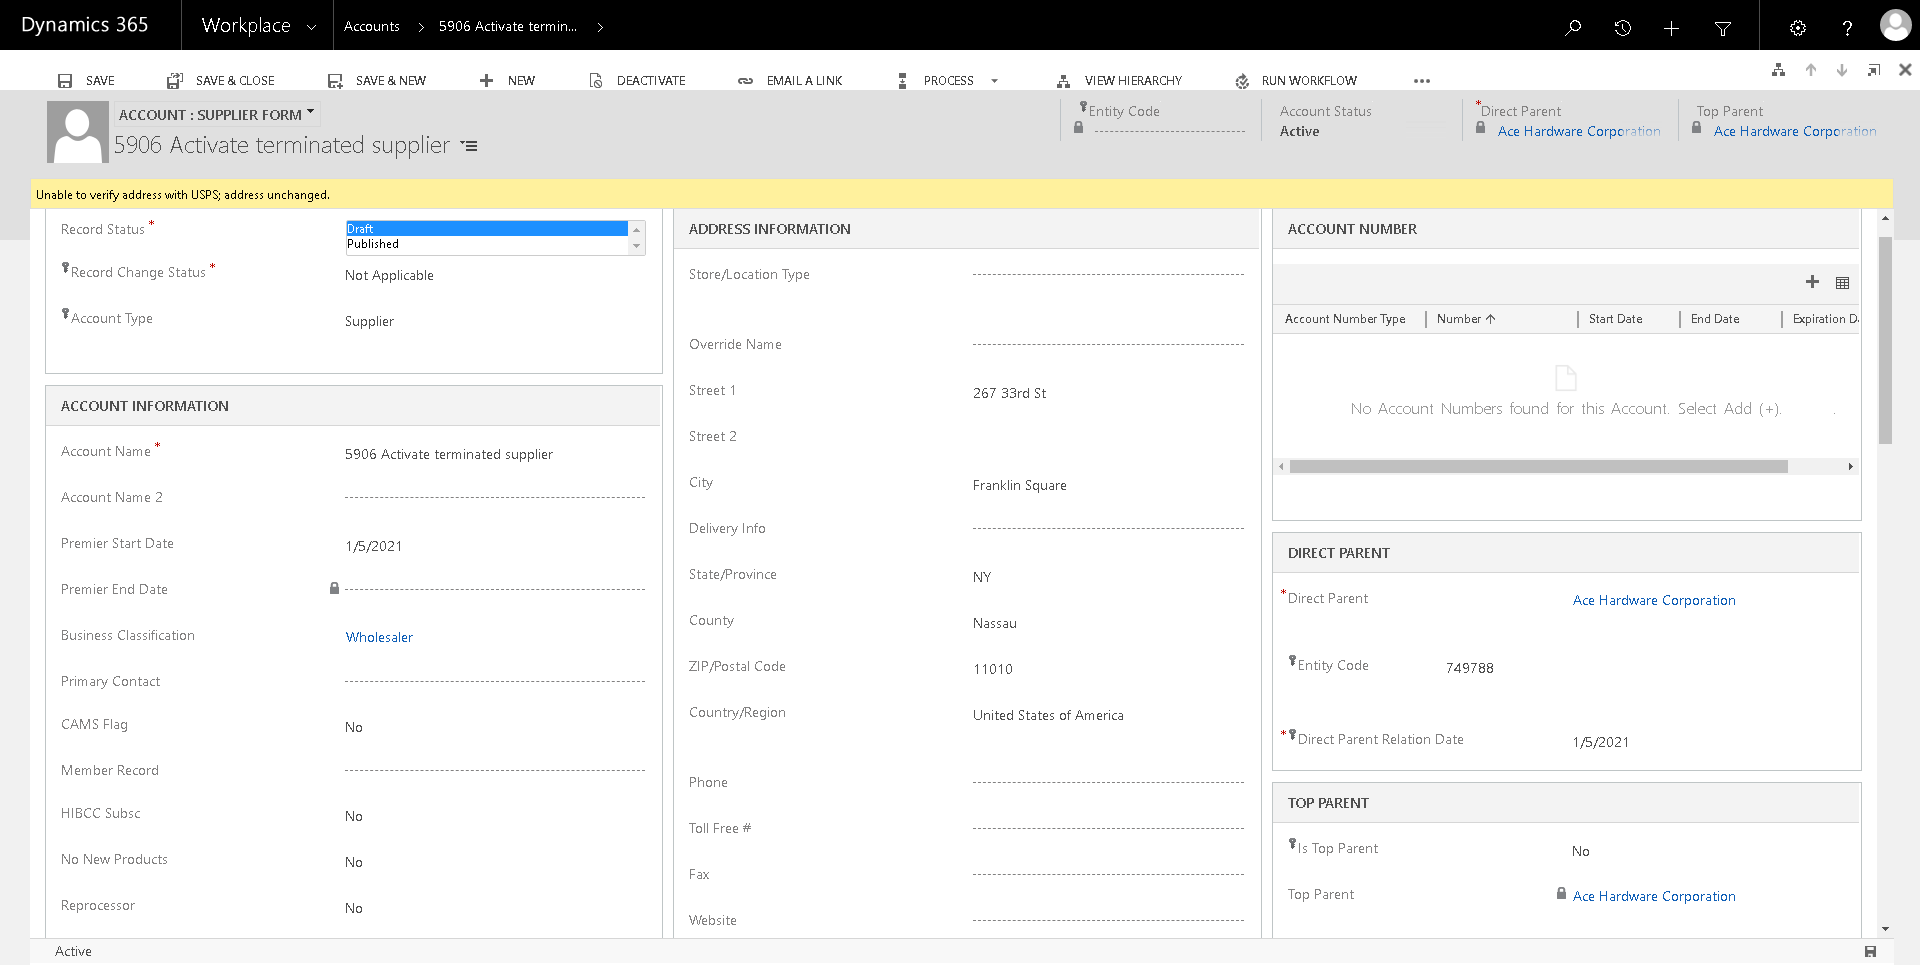 Dynamics 365
Workplace
Accounts
5906 Activate termin...
SAVE
SAVE & CLOSE
SAVE & NEW
NEW
DEACTIVATE
EMAIL A LINK
PROCESS
VIEW HIERARCHY
RUN WORKFLOW
ACCOUNT : SUPPLIER FORM
5906 Activate terminated supplier
Entity Code
Account Status
Active
*Direct Parent
Ace Hardware Corporation
Top Parent
Ace Hardware Corporation
Unable to verify address with USPS; address unchanged.
Record Status *
Draft
Published
Record Change Status *
Not Applicable
Account Type
Supplier
ACCOUNT INFORMATION
Account Name *
5906 Activate terminated supplier
Account Name 2
Premier Start Date
1/5/2021
Premier End Date
Business Classification
Wholesaler
Primary Contact
CAMS Flag
No
Member Record
HIBCC Subsc
No
No New Products
No
Reprocessor
No
ADDRESS INFORMATION
Store/Location Type
Override Name
Street 1
267 33rd St
Street 2
City
Franklin Square
Delivery Info
State/Province
NY
County
Nassau
ZIP/Postal Code
11010
Country/Region
United States of America
Phone
Toll Free #
Fax
Website
ACCOUNT NUMBER
Account Number Type
Number
Start Date
End Date
Expiration D
No Account Numbers found for this Account. Select Add (+).
DIRECT PARENT
*Direct Parent
Ace Hardware Corporation
Entity Code
749788
*Direct Parent Relation Date
1/5/2021
TOP PARENT
Is Top Parent
No
Top Parent
Ace Hardware Corporation
Active